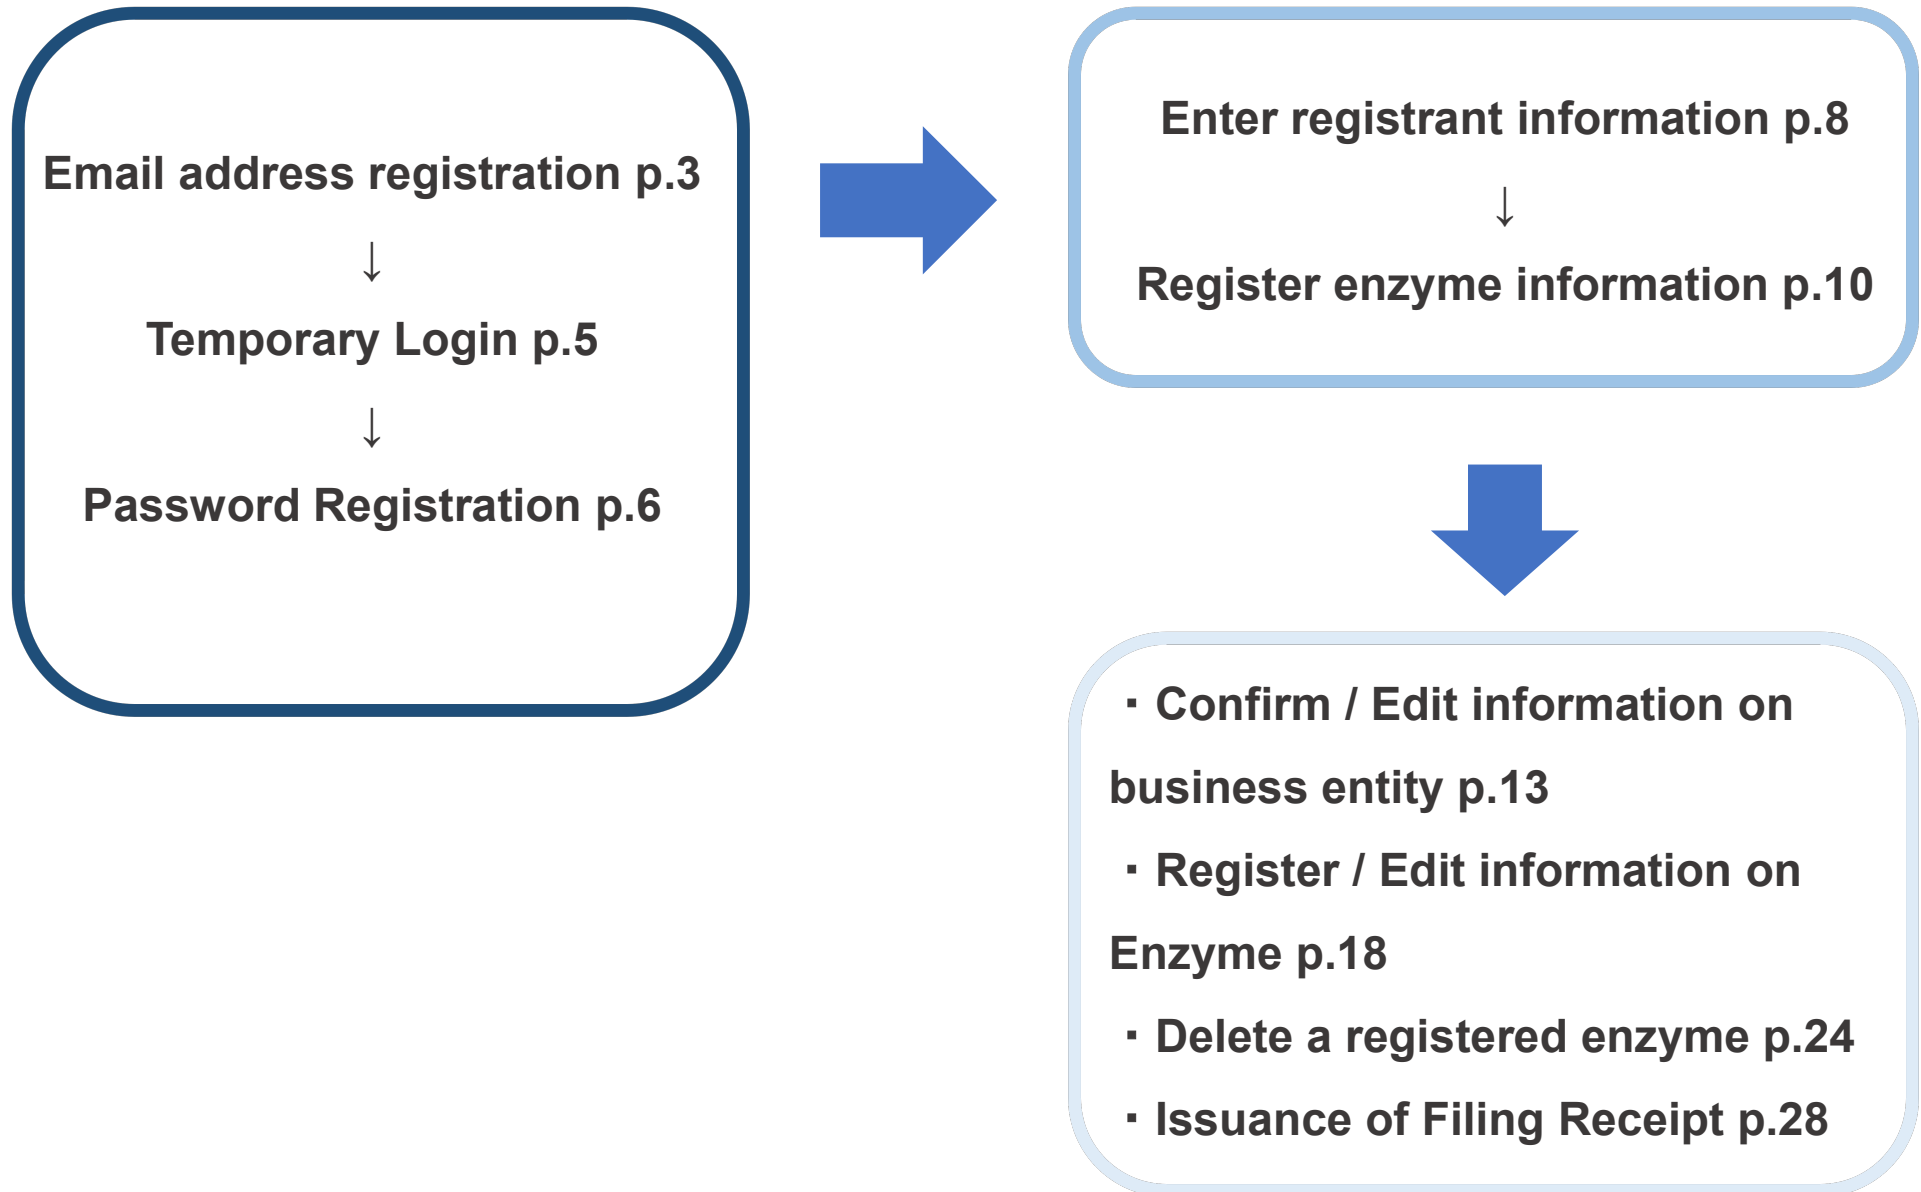 Email address registration p.3
↓
Temporary Login p.5
↓
Password Registration p.6
Enter registrant information p.8
↓
Register enzyme information p.10
・Confirm / Edit information on
business entity p.13
・Register / Edit information on
Enzyme p.18
・Delete a registered enzyme p.24
・Issuance of Filing Receipt p.28